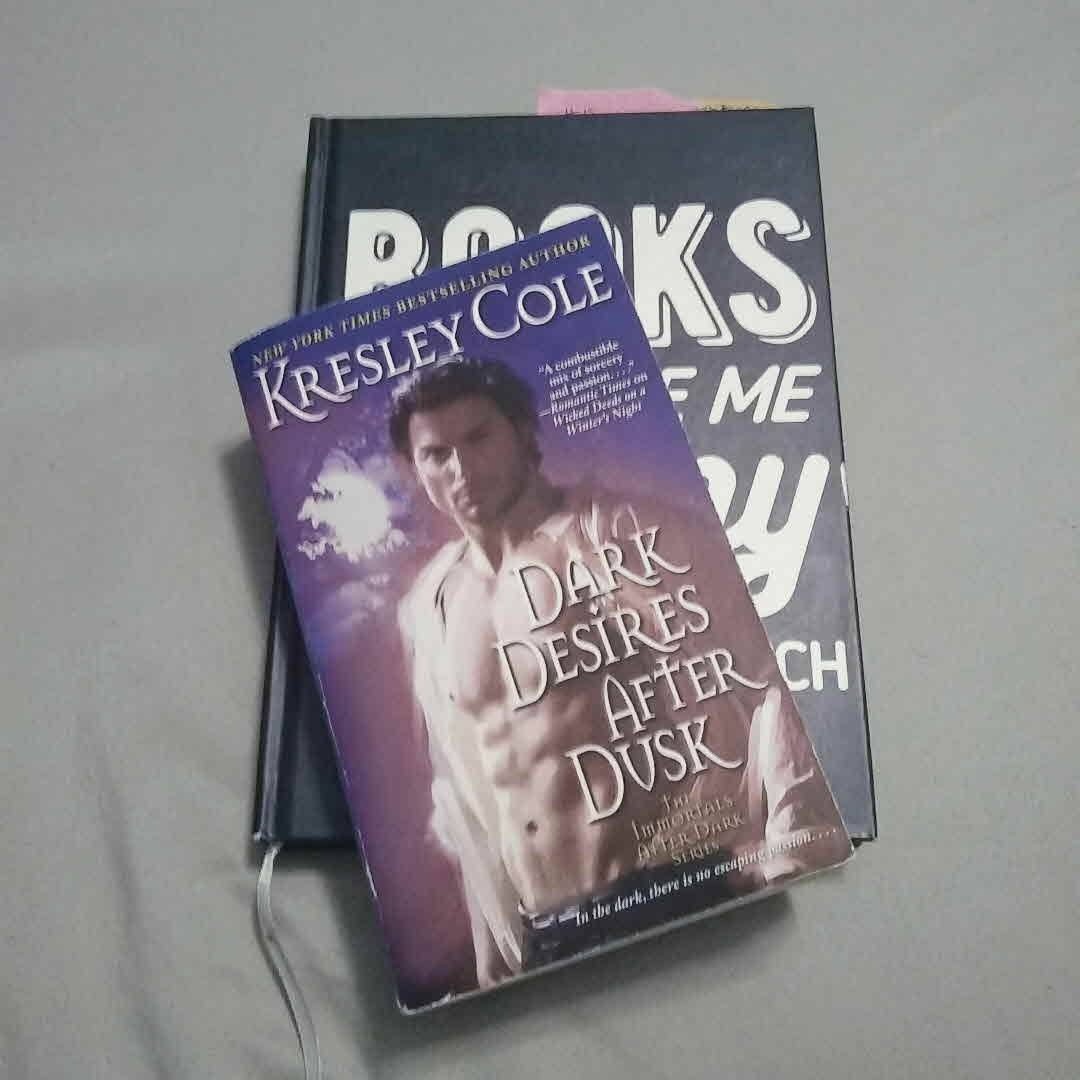 BOOKS
E ME
py
CH
NEW YORK TIMES BESTSELLING AUTHOR
KRESLEY COLE
"A combustible
mix of sorcery
and passion. . . ."
—Romantic Times on
Wicked Deeds on a
Winter's Night
DARK
DESIRES
AFTER
DUSK
THE
IMMORTALS
AFTER DARK
SERIES
In the dark, there is no escaping passion. . . .